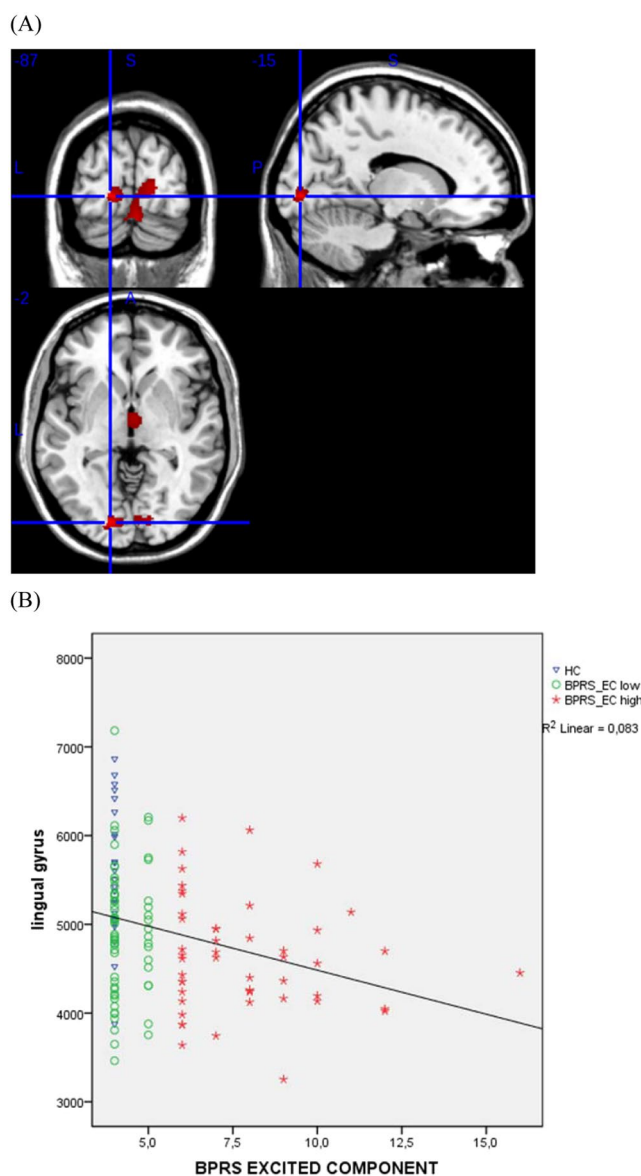 (A)
-87 S
L
-15 S
P
-2 A
L
(B)
8000
7000
6000
5000
4000
3000
lingual gyrus
5,0 7,5 10,0 12,5 15,0
BPRS EXCITED COMPONENT
HC
BPRS_EC low
BPRS_EC high
R² Linear = 0,083